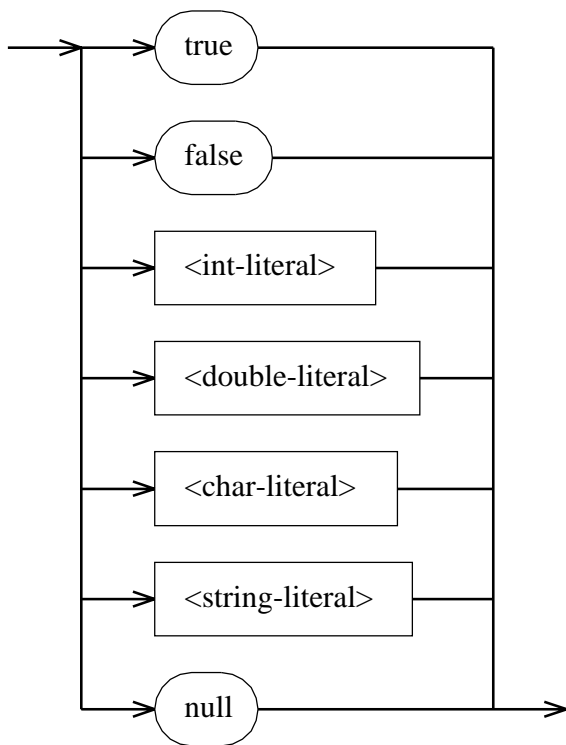 true
false
<int-literal>
<double-literal>
<char-literal>
<string-literal>
null